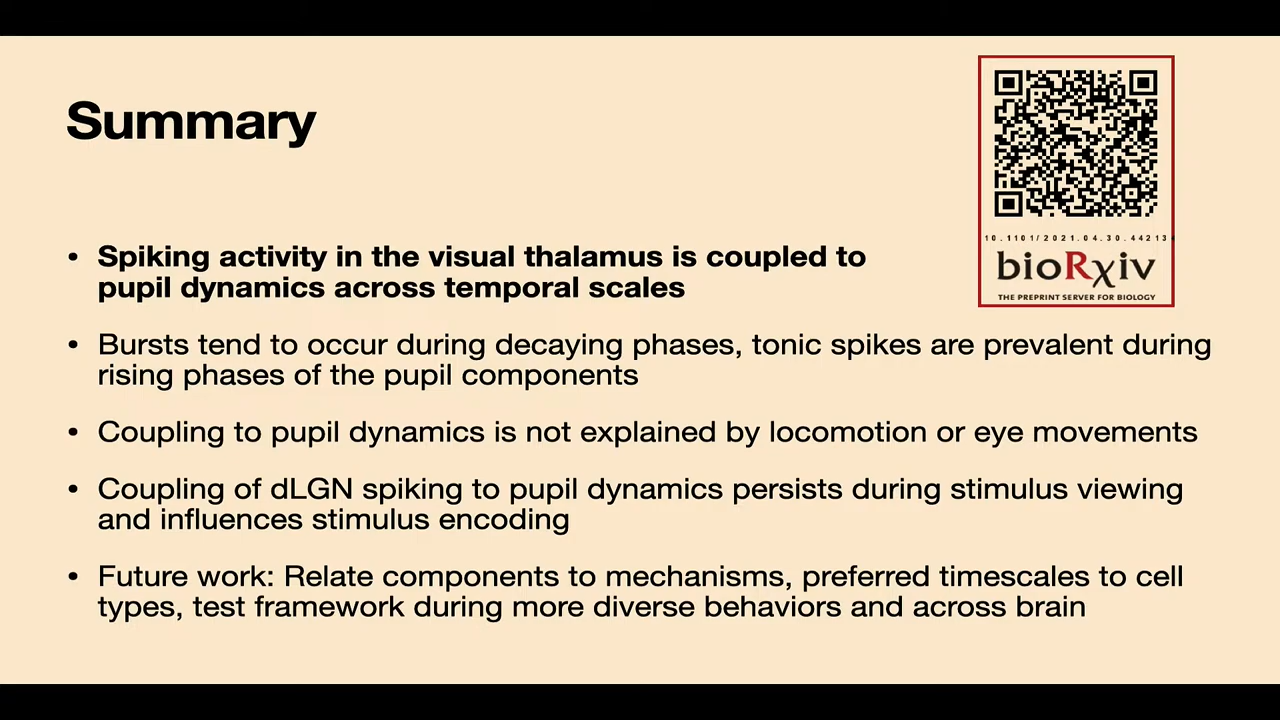 Summary
10.1101/2021.04.30.44213
bioRxiv
THE PREPRINT SERVER FOR BIOLOGY
• Spiking activity in the visual thalamus is coupled to
pupil dynamics across temporal scales
• Bursts tend to occur during decaying phases, tonic spikes are prevalent during
rising phases of the pupil components
• Coupling to pupil dynamics is not explained by locomotion or eye movements
• Coupling of dLGN spiking to pupil dynamics persists during stimulus viewing
and influences stimulus encoding
• Future work: Relate components to mechanisms, preferred timescales to cell
types, test framework during more diverse behaviors and across brain